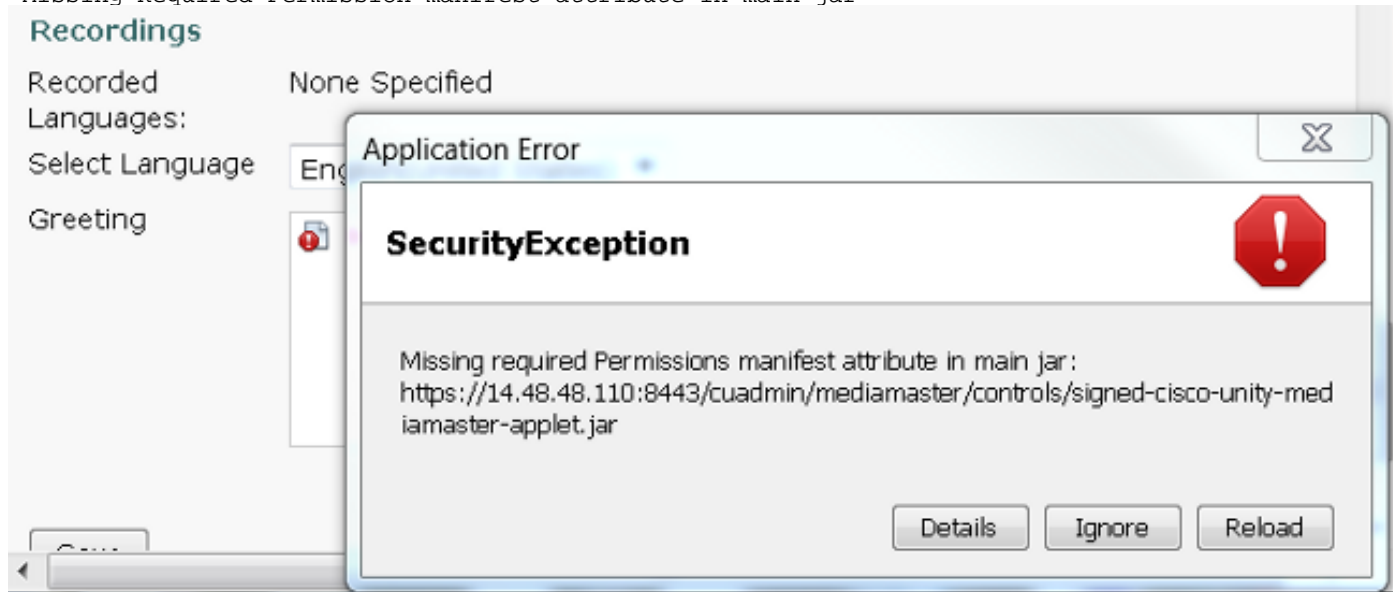 Recordings
Recorded Languages:
None Specified
Application Error
Select Language
Eng
Greeting
SecurityException
Missing required Permissions manifest attribute in main jar:
https://14.48.48.110:8443/cuadmin/mediamaster/controls/signed-cisco-unity-med
iamaster-applet.jar
Details
Ignore
Reload